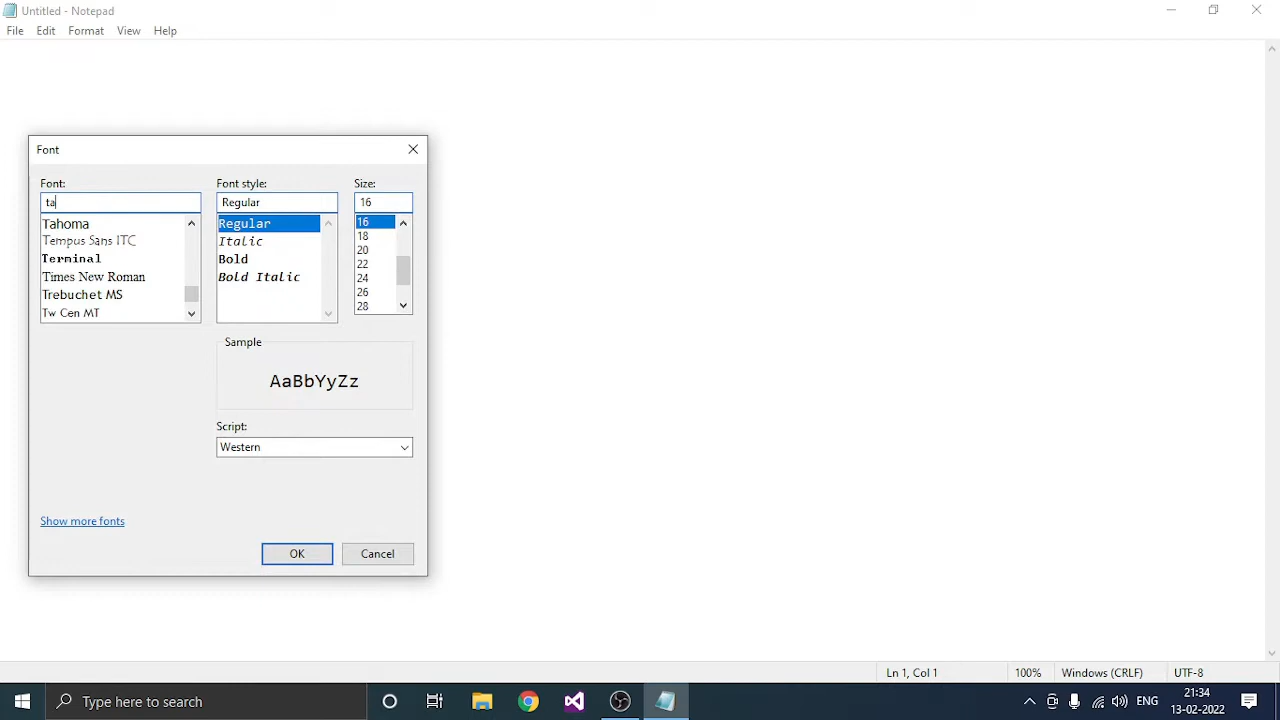 Untitled - Notepad
File Edit Format View Help
Font
Font: Font style: Size:
ta Regular 16
Tahoma Regular 16
Tempus Sans ITC Italic 18
Terminal Bold 20
Times New Roman Bold Italic 22
Trebuchet MS 24
Tw Cen MT 26
28
Sample
AaBbYyZz
Script:
Western
Show more fonts
OK Cancel
Ln 1, Col 1 100% Windows (CRLF) UTF-8
Type here to search
ENG 21:34
13-02-2022